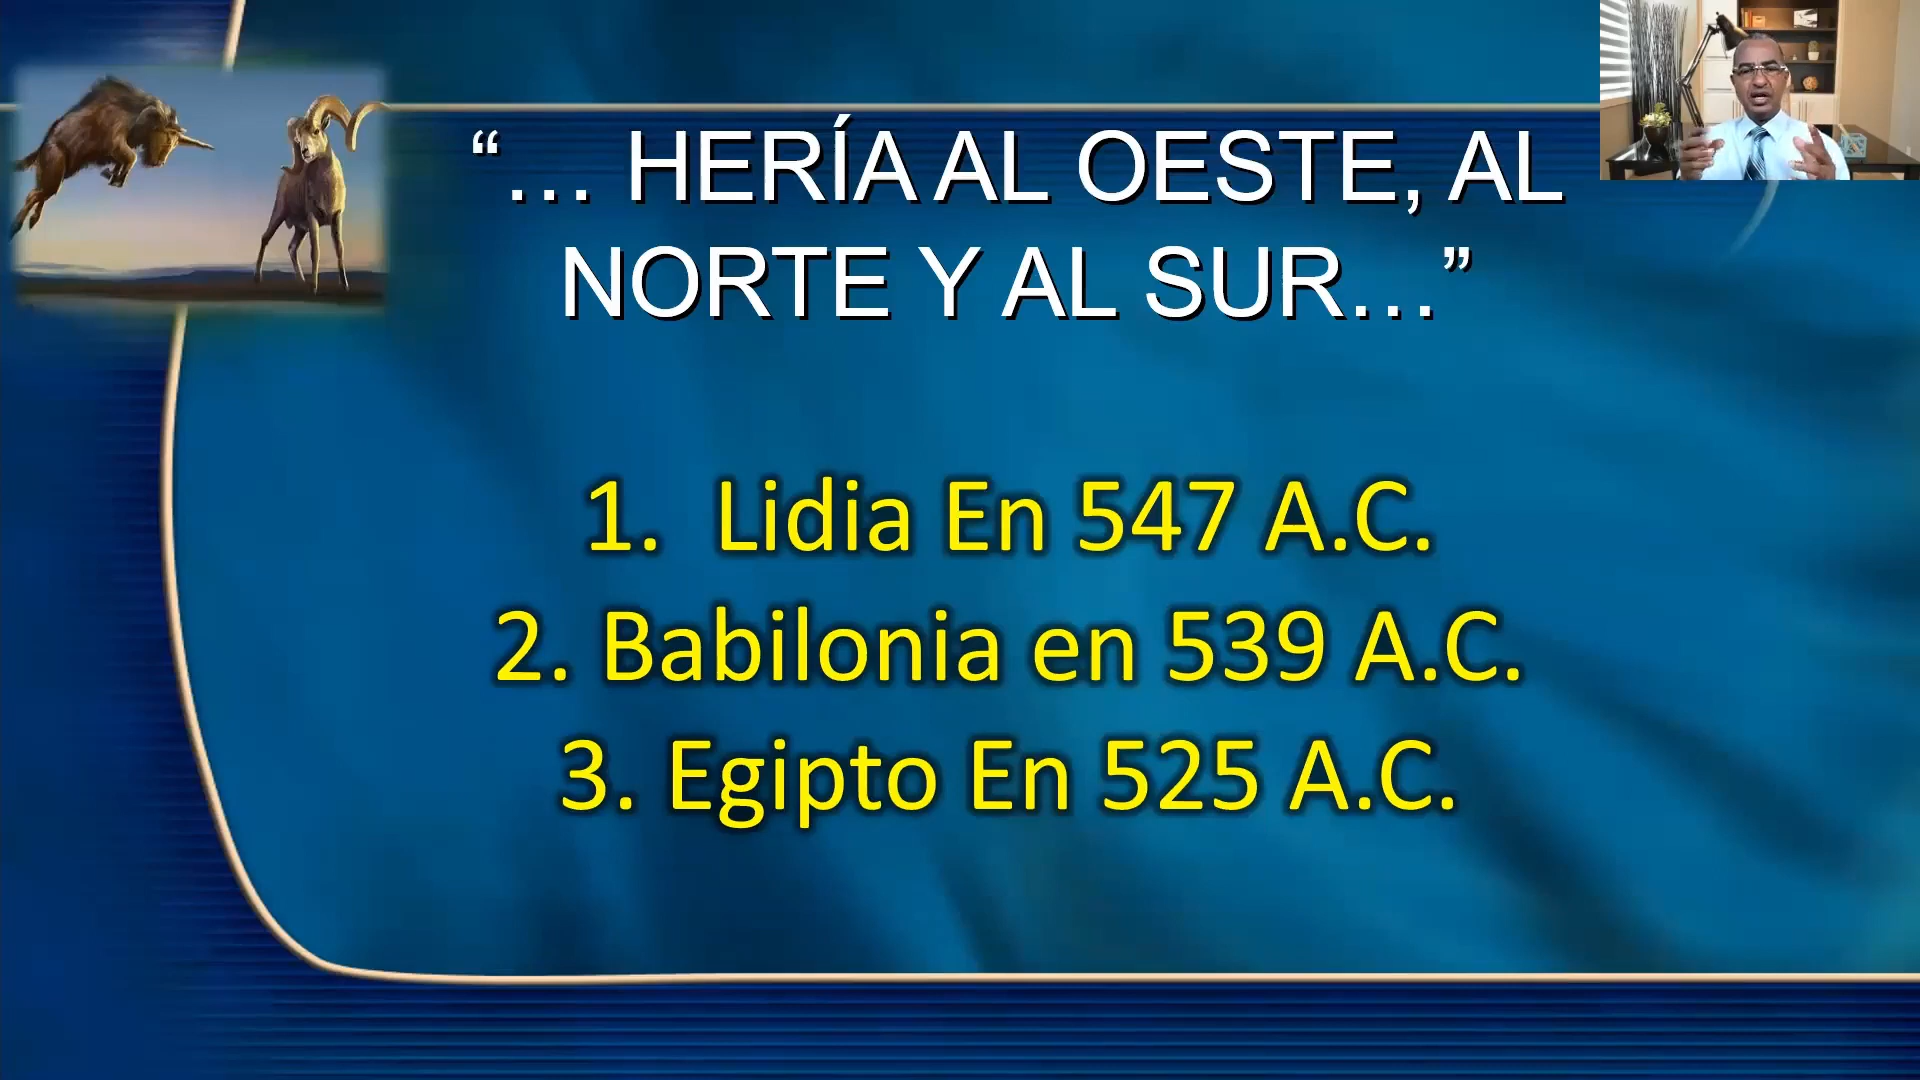 “… HERÍA AL OESTE, AL
NORTE Y AL SUR…”
1. Lidia En 547 A.C.
2. Babilonia en 539 A.C.
3. Egipto En 525 A.C.